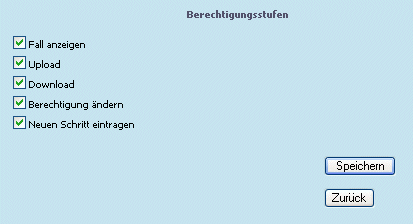 Berechtigungsstufen
Fall anzeigen
Upload
Download
Berechtigung ändern
Neuen Schritt eintragen
Speichern
Zurück